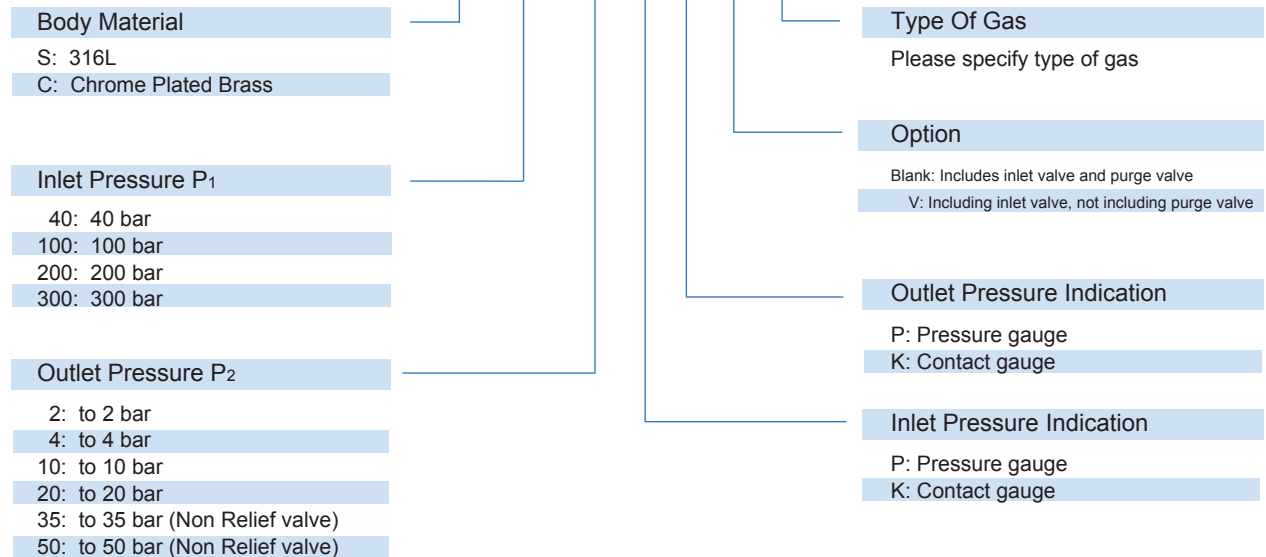 Body Material
S: 316L
C: Chrome Plated Brass
Inlet Pressure P1
40: 40 bar
100: 100 bar
200: 200 bar
300: 300 bar
Outlet Pressure P2
2: to 2 bar
4: to 4 bar
10: to 10 bar
20: to 20 bar
35: to 35 bar (Non Relief valve)
50: to 50 bar (Non Relief valve)
Type Of Gas
Please specify type of gas
Option
Blank: Includes inlet valve and purge valve
V: Including inlet valve, not including purge valve
Outlet Pressure Indication
P: Pressure gauge
K: Contact gauge
Inlet Pressure Indication
P: Pressure gauge
K: Contact gauge